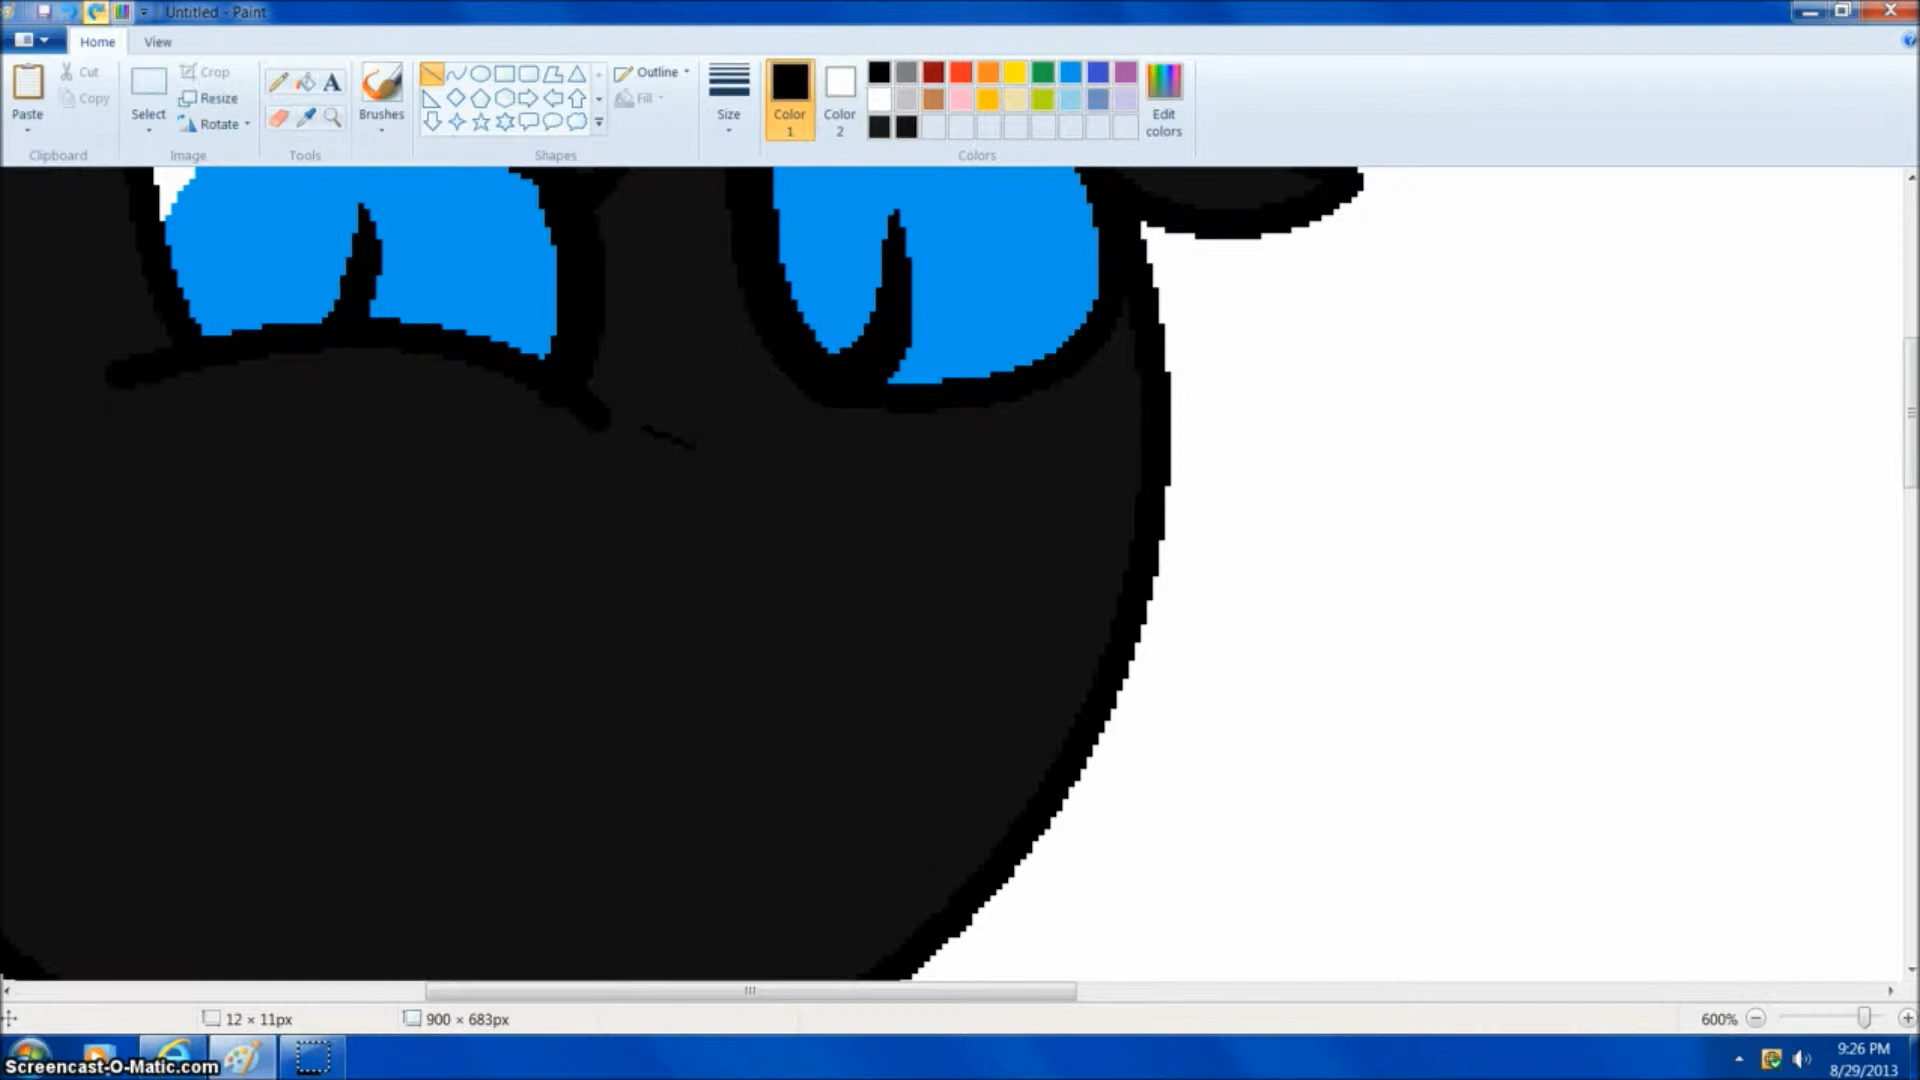 Untitled - Paint
Home View
Paste
Cut
Copy
Clipboard
Select
Crop
Resize
Rotate
Image
A
Tools
Brushes
Shapes
Outline
Fill
Size
Color 1
Color 2
Edit colors
Colors
12 × 11px
900 × 683px
600%
Screencast-O-Matic.com
9:26 PM
8/29/2013